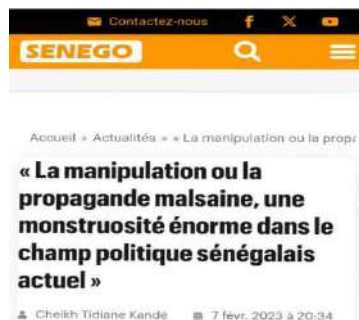 Contactez-nous
SENEGO
Accueil » Actualités » « La manipulation ou la propa
« La manipulation ou la
propagande malsaine, une
monstruosité énorme dans le
champ politique sénégalais
actuel »
Cheikh Tidiane Kandé 7 févr. 2023 à 20:34